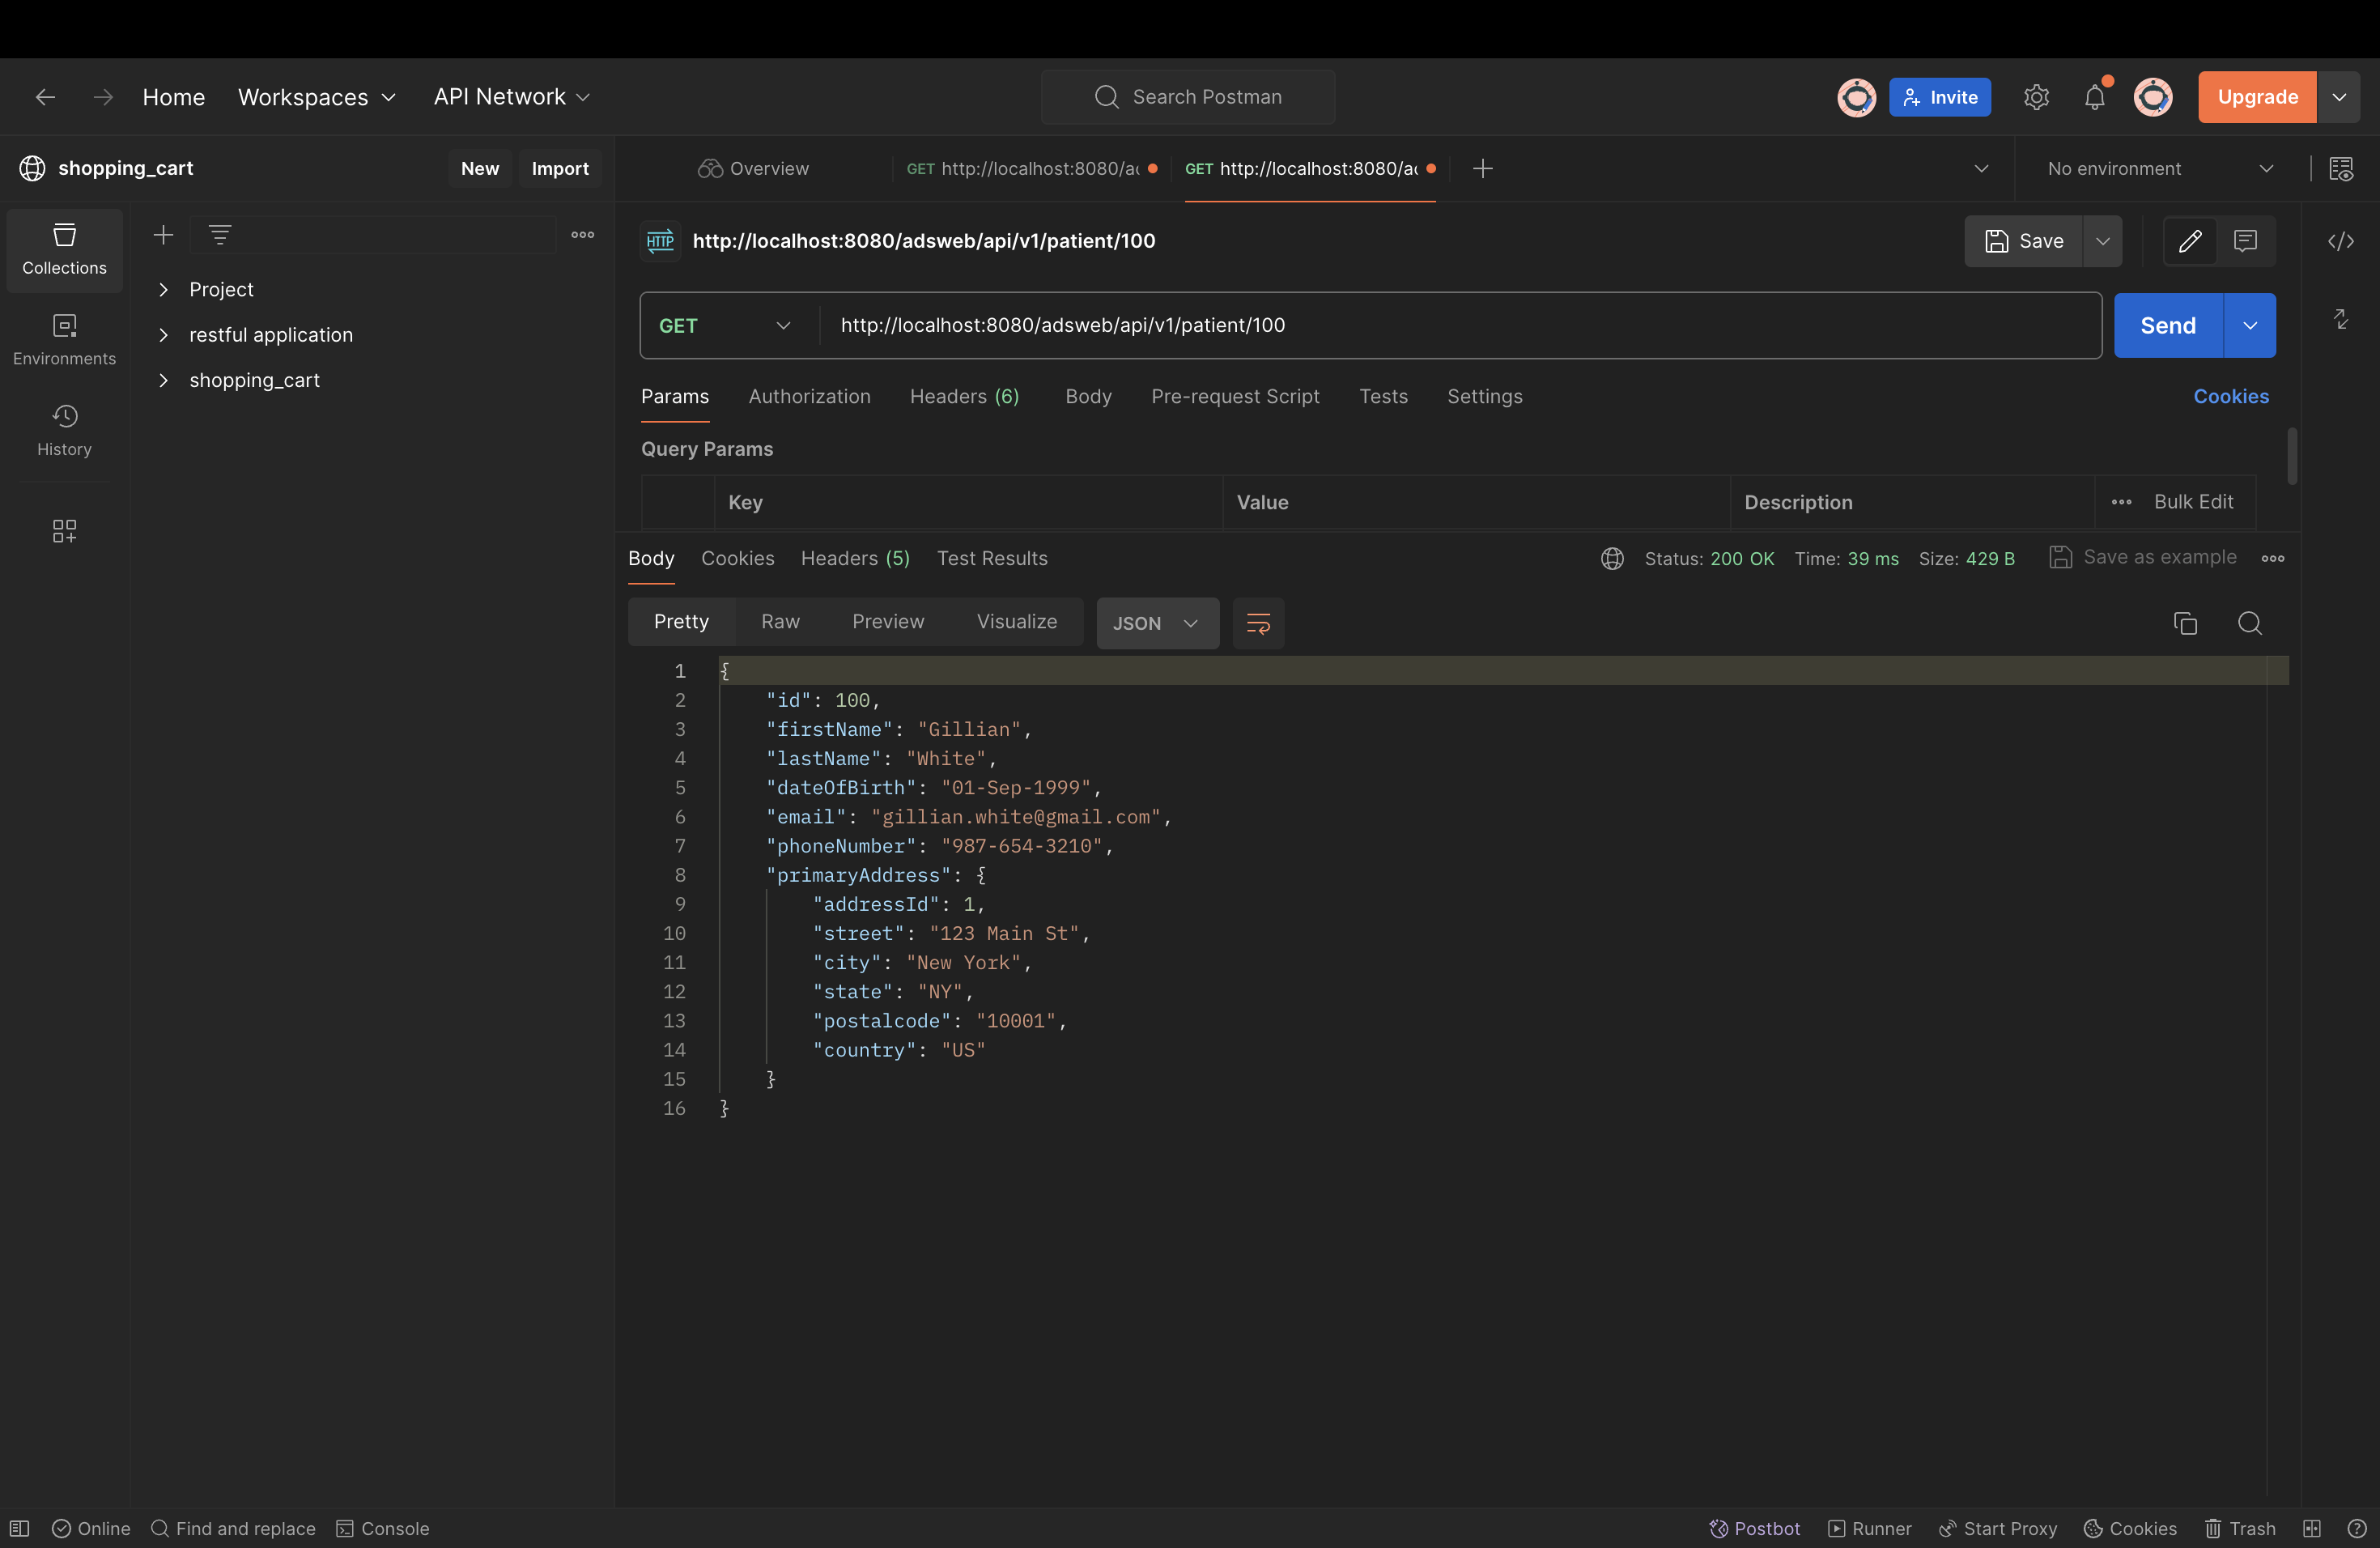 Home Workspaces API Network Search Postman Invite Upgrade
shopping_cart New Import
Overview GET http://localhost:8080/ad GET http://localhost:8080/ad No environment
Collections
Environments
History
Project
restful application
shopping_cart
HTTP http://localhost:8080/adsweb/api/v1/patient/100 Save
GET http://localhost:8080/adsweb/api/v1/patient/100 Send
Params Authorization Headers (6) Body Pre-request Script Tests Settings Cookies
Query Params
Key Value Description Bulk Edit
Body Cookies Headers (5) Test Results Status: 200 OK Time: 39 ms Size: 429 B Save as example
Pretty Raw Preview Visualize JSON
1 {
2 "id": 100,
3 "firstName": "Gillian",
4 "lastName": "White",
5 "dateOfBirth": "01-Sep-1999",
6 "email": "gillian.white@gmail.com",
7 "phoneNumber": "987-654-3210",
8 "primaryAddress": {
9 "addressId": 1,
10 "street": "123 Main St",
11 "city": "New York",
12 "state": "NY",
13 "postalcode": "10001",
14 "country": "US"
15 }
16 }
Online Find and replace Console Postbot Runner Start Proxy Cookies Trash